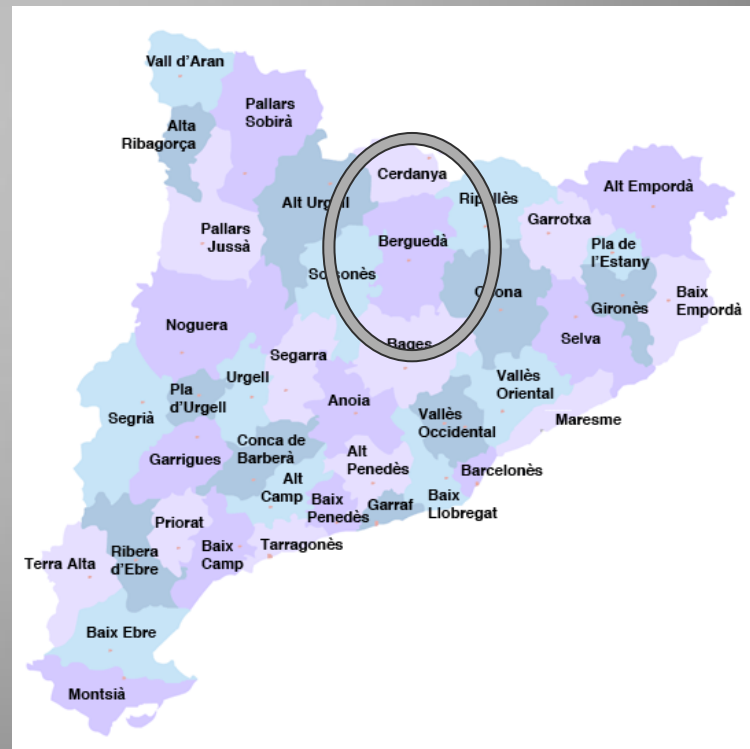 Vall d'Aran
Pallars
Sobirà
Alta
Ribagorça
Cerdanya
Alt Urgell
Ripollès
Alt Empordà
Garrotxa
Pallars
Jussà
Berguedà
Pla de
l'Estany
Solsonès
Osona
Gironès
Baix
Empordà
Noguera
Selva
Bages
Segarra
Urgell
Pla
d'Urgell
Vallès
Oriental
Segrià
Anoia
Vallès
Occidental
Maresme
Conca de
Barberà
Garrigues
Alt
Penedès
Alt
Camp
Barcelonès
Baix
Penedès
Garraf
Baix
Llobregat
Priorat
Terra Alta
Ribera
d'Ebre
Baix
Camp
Tarragonès
Baix Ebre
Montsià